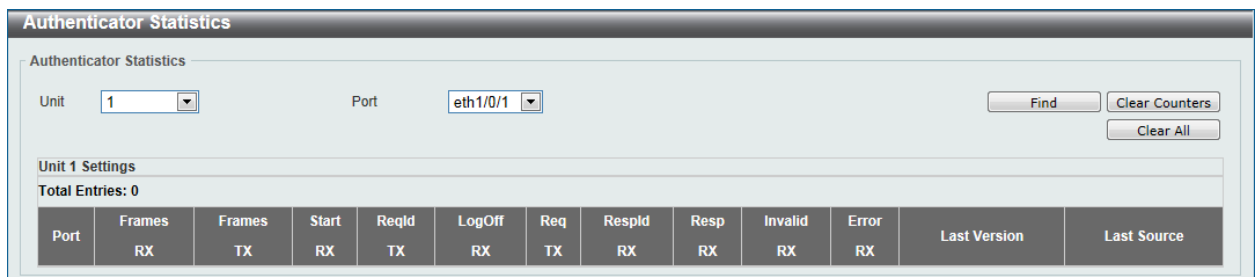 Authenticator Statistics
Authenticator Statistics
Unit 1 Port eth1/0/1 Find Clear Counters
Clear All
Unit 1 Settings
Total Entries: 0
Port Frames RX Frames TX Start RX ReqId TX LogOff RX Req TX RespId RX Resp RX Invalid RX Error RX Last Version Last Source